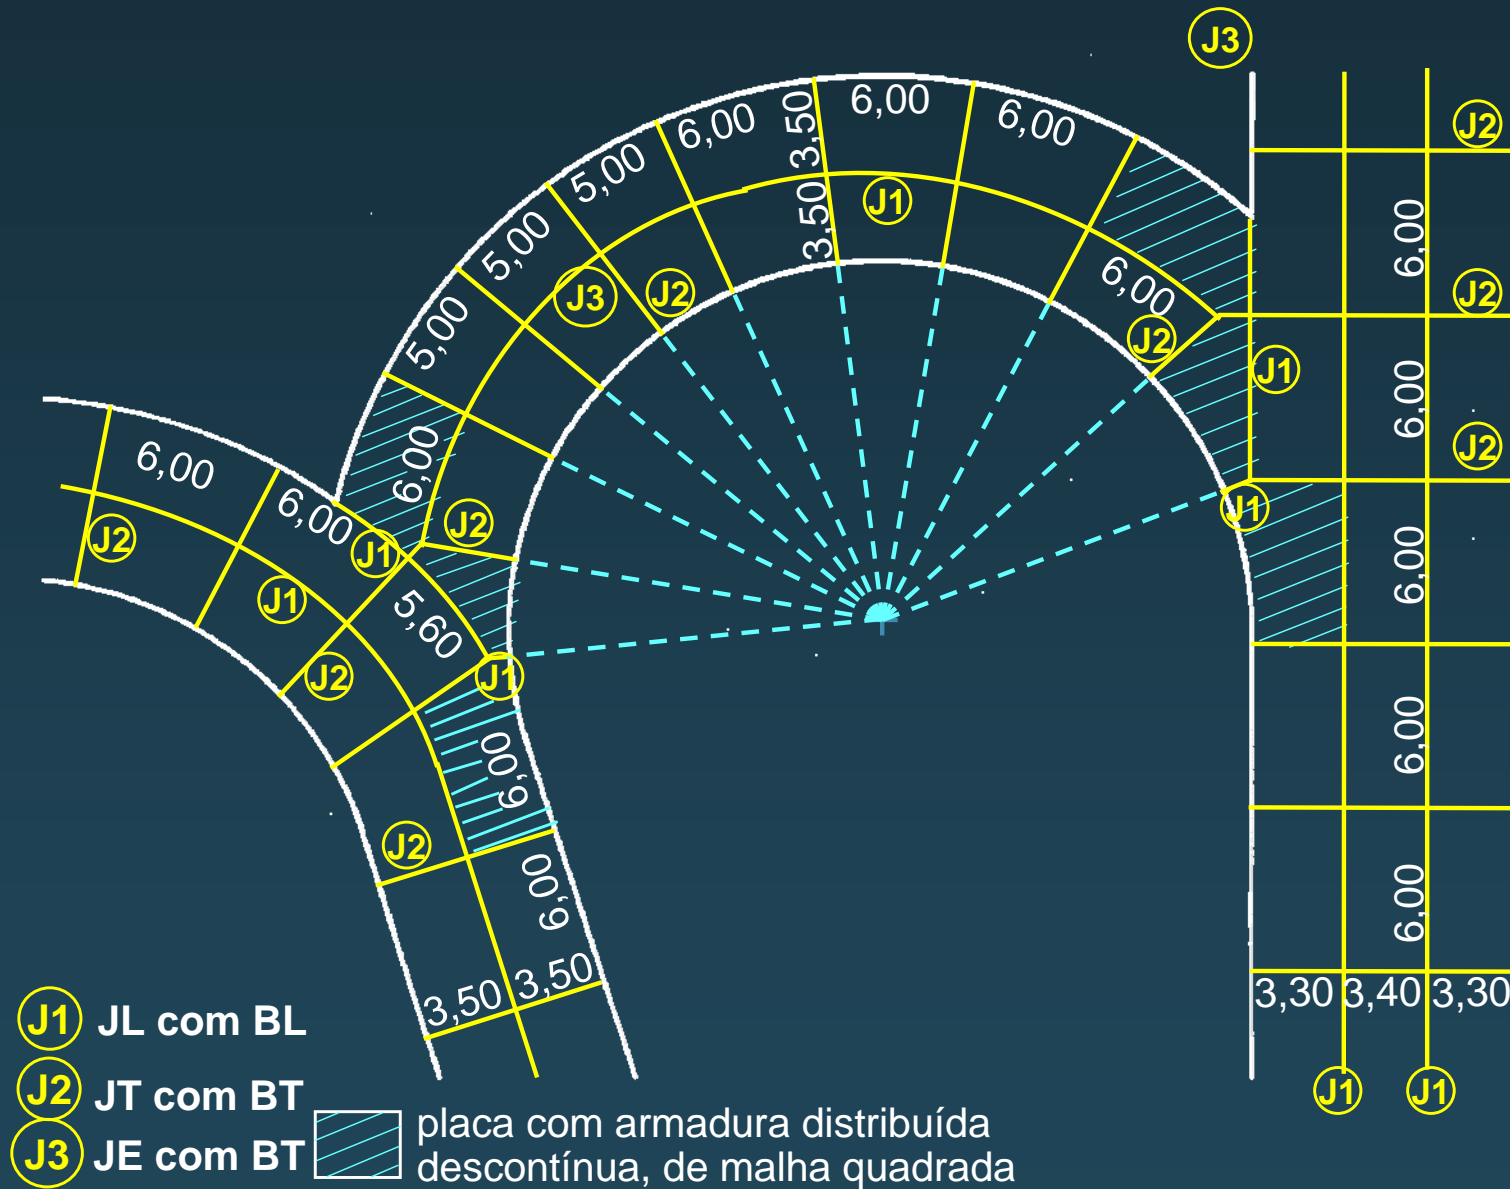 J3
3,50
6,00
6,00
6,00
J2
5,00
3,50
J1
5,00
6,00
6,00
J3
J2
J2
5,00
J2
J1
6,00
6,00
6,00
J2
6,00
J2
J1
6,00
J2
J1
J1
5,60
6,00
J2
J1
6,00
6,00
J2
6,00
6,00
3,50
3,50
3,30
3,40
3,30
J1
J1
J1 JL com BL
J2 JT com BT
J3 JE com BT
placa com armadura distribuída
descontínua, de malha quadrada